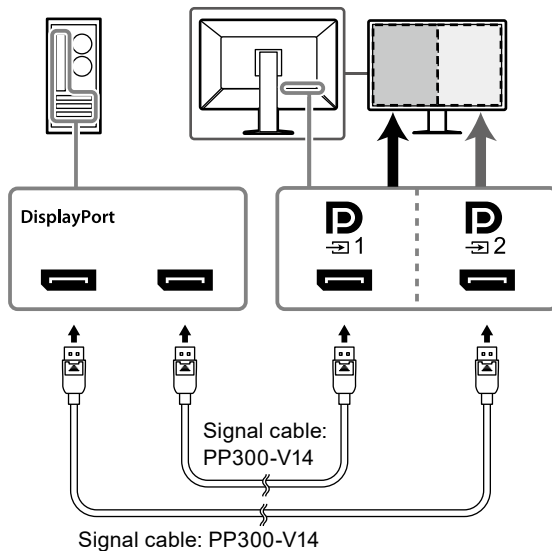 DisplayPort
1
2
Signal cable:
PP300-V14
Signal cable: PP300-V14